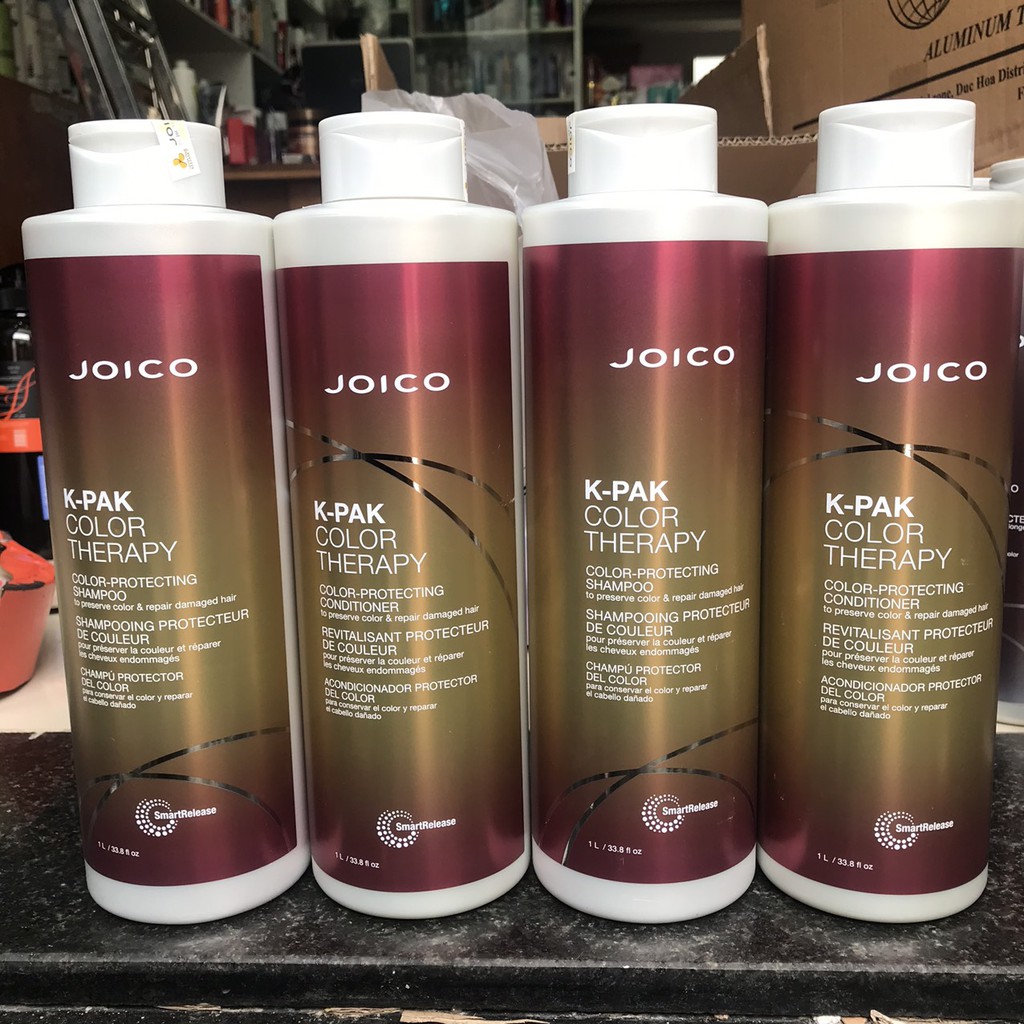 JOICO
K-PAK
COLOR
THERAPY
COLOR-PROTECTING
SHAMPOO
to preserve color & repair damaged hair
SHAMPOOING PROTECTEUR
DE COULEUR
pour préserver la couleur et réparer
les cheveux endommagés
CHAMPÚ PROTECTOR
DEL COLOR
para conservar el color y reparar
el cabello dañado
SmartRelease
1 L / 33.8 fl oz
JOICO
K-PAK
COLOR
THERAPY
COLOR-PROTECTING
CONDITIONER
to preserve color & repair damaged hair
REVITALISANT PROTECTEUR
DE COULEUR
pour préserver la couleur et réparer
les cheveux endommagés
ACONDICIONADOR PROTECTOR
DEL COLOR
para conservar el color y reparar
el cabello dañado
SmartRelease
1 L / 33.8 fl oz
JOICO
K-PAK
COLOR
THERAPY
COLOR-PROTECTING
SHAMPOO
to preserve color & repair damaged hair
SHAMPOOING PROTECTEUR
DE COULEUR
pour préserver la couleur et réparer
les cheveux endommagés
CHAMPÚ PROTECTOR
DEL COLOR
para conservar el color y reparar
el cabello dañado
SmartRelease
1 L / 33.8 fl oz
JOICO
K-PAK
COLOR
THERAPY
COLOR-PROTECTING
CONDITIONER
to preserve color & repair damaged hair
REVITALISANT PROTECTEUR
DE COULEUR
pour préserver la couleur et réparer
les cheveux endommagés
ACONDICIONADOR PROTECTOR
DEL COLOR
para conservar el color y reparar
el cabello dañado
SmartRelease
1 L / 33.8 fl oz
ALUMINUM T
Duc Hoa Distri